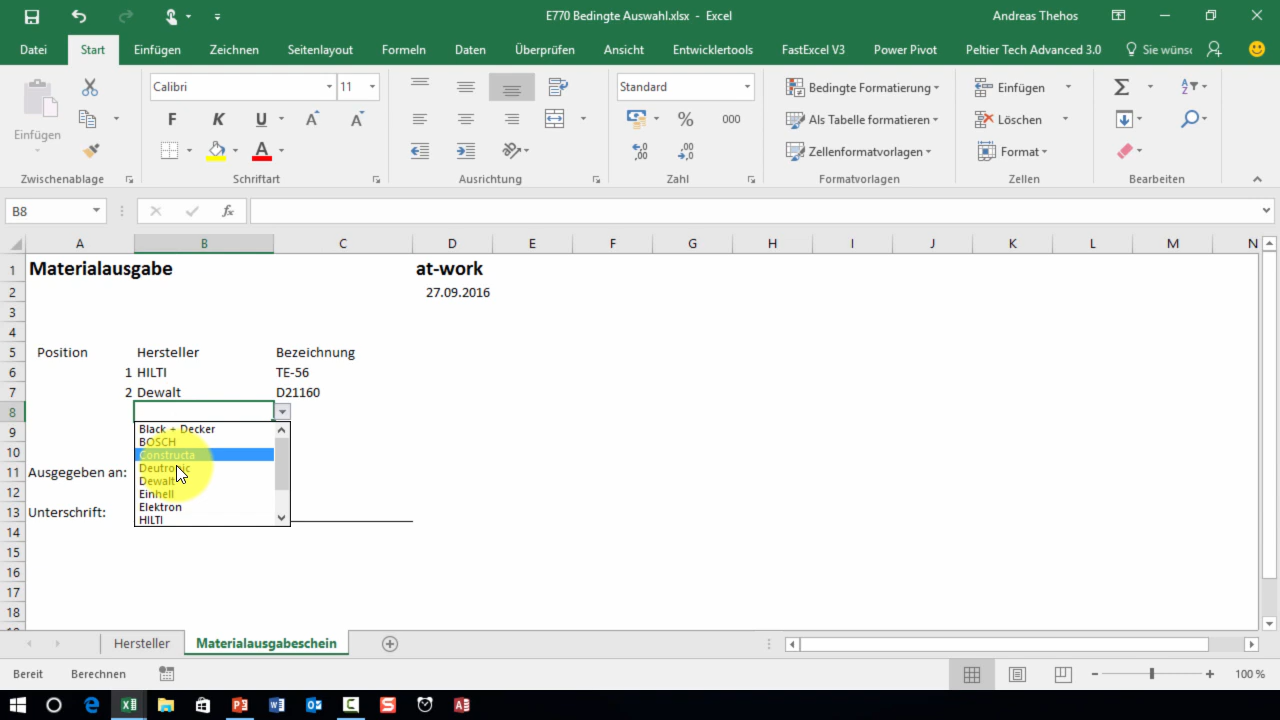 E770 Bedingte Auswahl.xlsx - Excel
Andreas Thehos
Datei Start Einfügen Zeichnen Seitenlayout Formeln Daten Überprüfen Ansicht Entwicklertools FastExcel V3 Power Pivot Peltier Tech Advanced 3.0 Sie wüns
Calibri 11 Standard Bedingte Formatierung Einfügen Σ
F K U A A % 000 Als Tabelle formatieren Löschen
Einfügen A Zellenformatvorlagen Format
Zwischenablage Schriftart Ausrichtung Zahl Formatvorlagen Zellen Bearbeiten
B8 fx
A B C D E F G H I J K L M N
1 Materialausgabe at-work
2 27.09.2016
3
4
5 Position Hersteller Bezeichnung
6 1 HILTI TE-56
7 2 Dewalt D21160
8
Black + Decker
9
BOSCH
10 Constructa
11 Ausgegeben an: Deutronic
Dewalt
12 Einhell
Elektron
13 Unterschrift: HILTI
14
15
16
17
18
Hersteller Materialausgabeschein
Bereit Berechnen 100 %